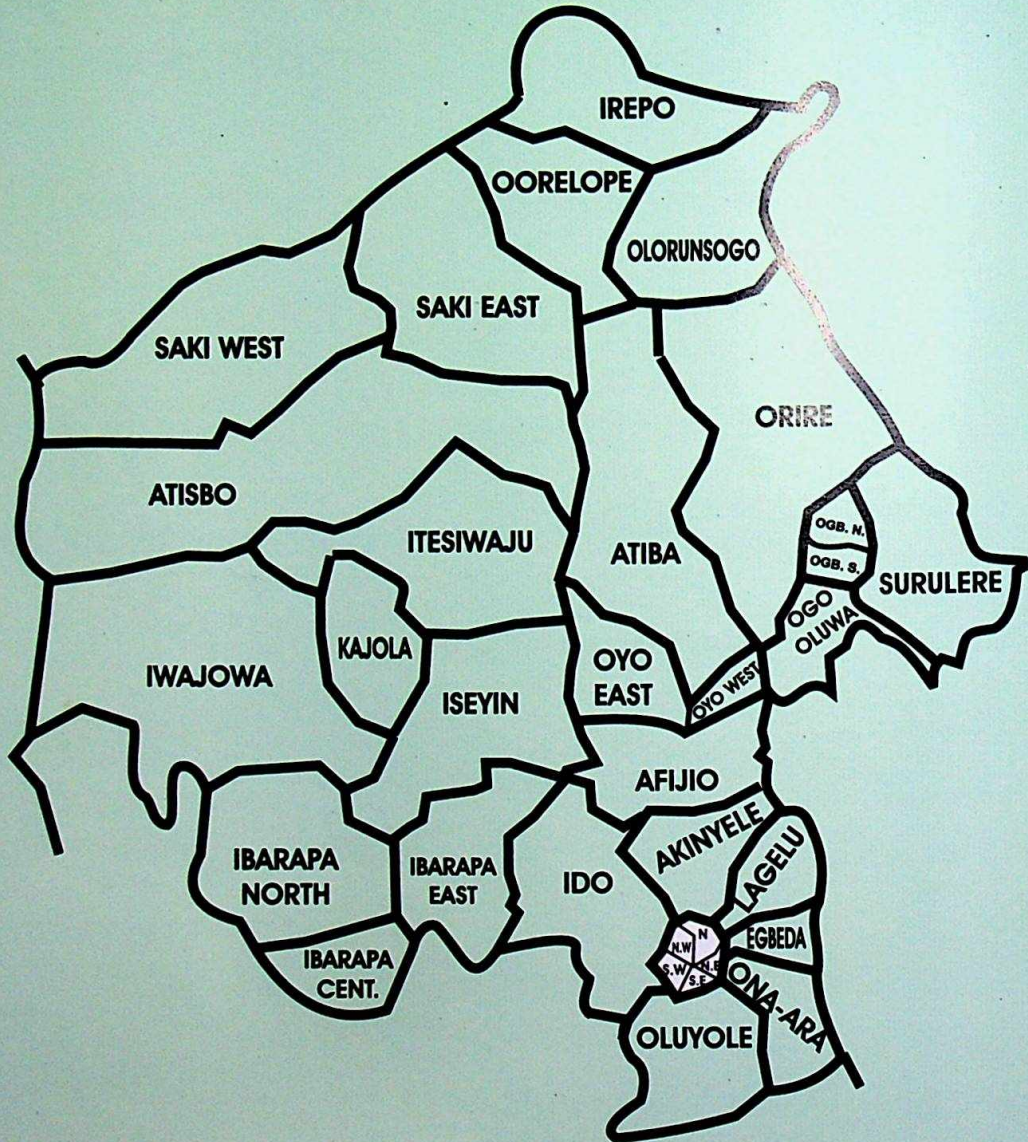 IREPO
OORELOPE
OLORUNSOGO
SAKI EAST
SAKI WEST
ORIRE
ATISBO
ITESIWAJU
ATIBA
OGB. N.
OGB. S.
SURULERE
OGO
OLUWA
KAJOLA
IWAJOWA
OYO
EAST
OYO WEST
ISEYIN
AFIJIO
AKINYELE
LAGELU
IBARAPA
NORTH
IBARAPA
EAST
IDO
N
N.W
EGBEDA
S.W
N.E
S.E
IBARAPA
CENT.
ONA-ARA
OLUYOLE